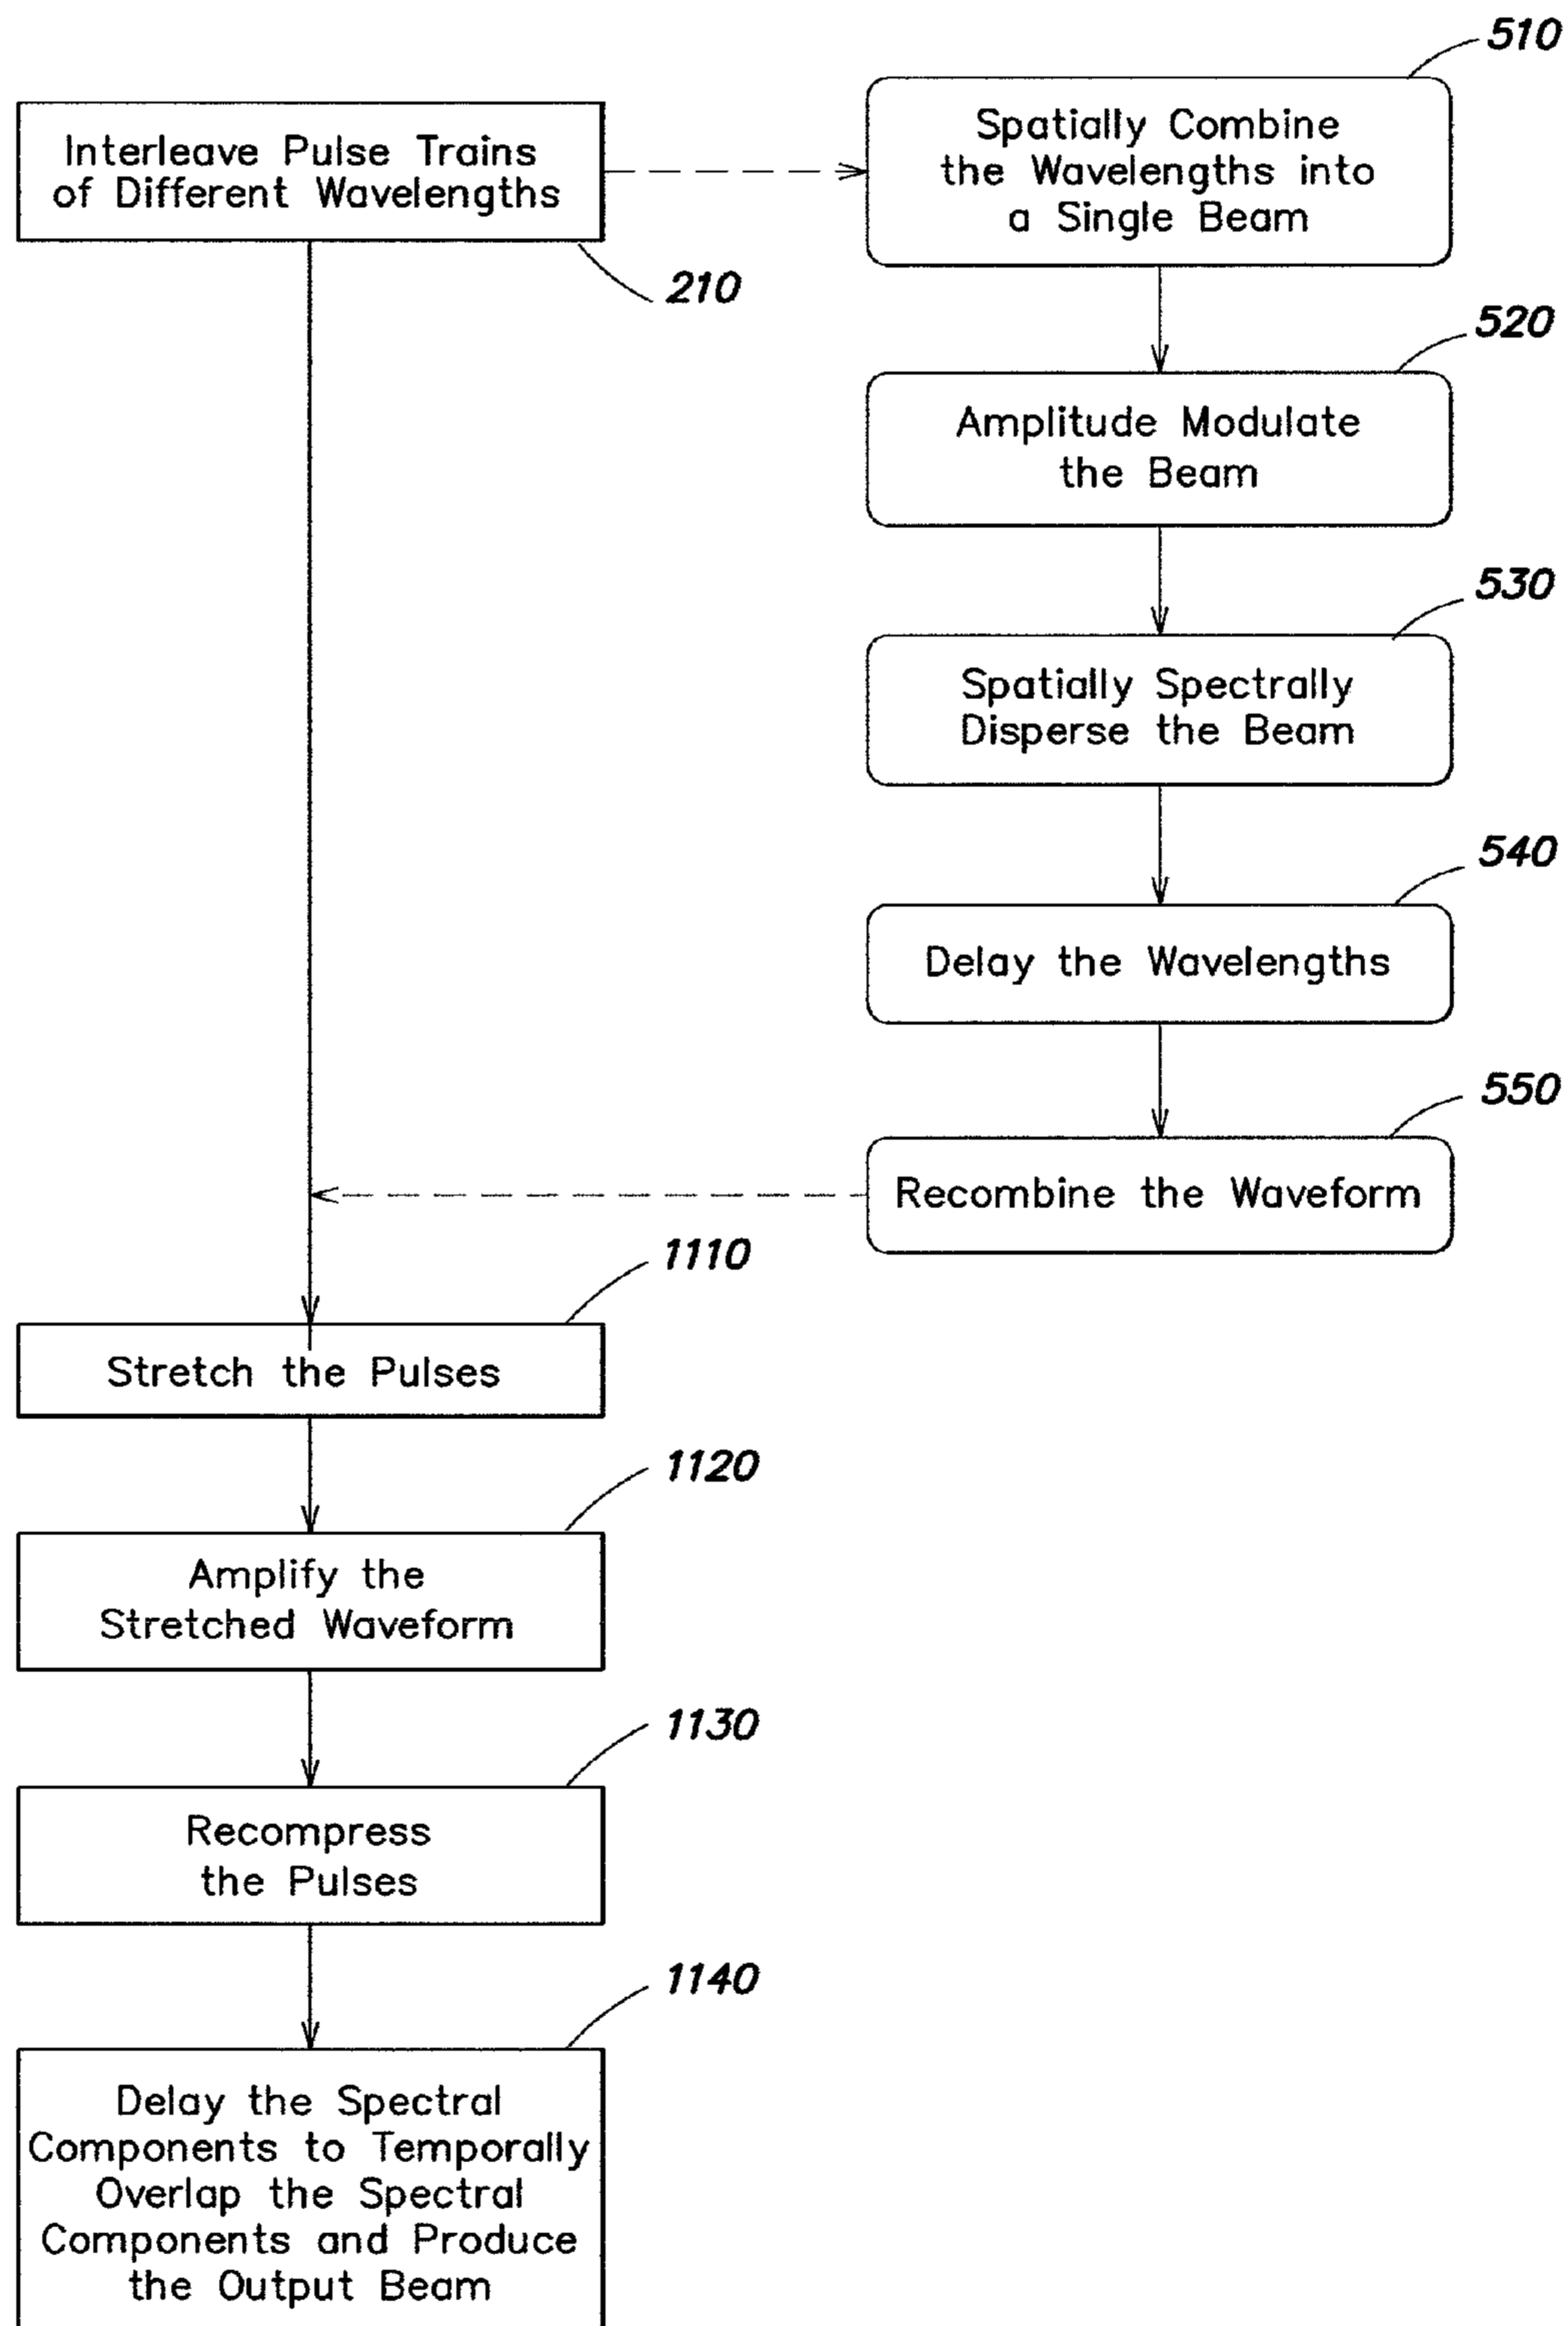 510
Interleave Pulse Trains
of Different Wavelengths
210
Spatially Combine
the Wavelengths into
a Single Beam
520
Amplitude Modulate
the Beam
530
Spatially Spectrally
Disperse the Beam
540
Delay the Wavelengths
550
Recombine the Waveform
1110
Stretch the Pulses
1120
Amplify the
Stretched Waveform
1130
Recompress
the Pulses
1140
Delay the Spectral
Components to Temporally
Overlap the Spectral
Components and Produce
the Output Beam